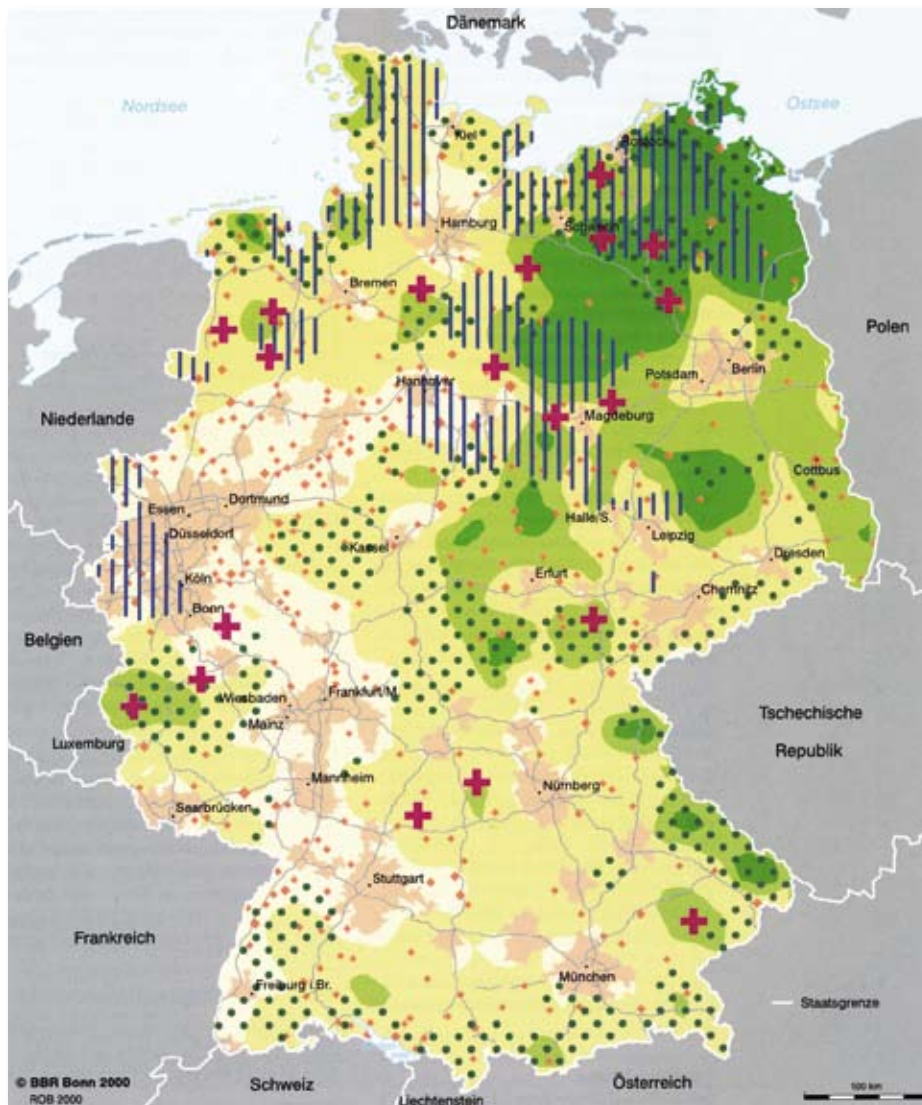 Dänemark
Nordsee
Ostsee
Kiel
Rostock
Hamburg
Schwerin
Bremen
Polen
Berlin
Potsdam
Hannover
Magdeburg
Niederlande
Cottbus
Dortmund
Essen
Halle/S.
Leipzig
Düsseldorf
Kassel
Dresden
Köln
Erfurt
Chemnitz
Bonn
Belgien
Wiesbaden
Frankfurt/M.
Mainz
Tschechische
Republik
Luxemburg
Mannheim
Nürnberg
Saarbrücken
Stuttgart
Frankreich
München
Freiburg i.Br.
Staatsgrenze
© BBR Bonn 2000
ROB 2000
Schweiz
Österreich
100 km
Liechtenstein